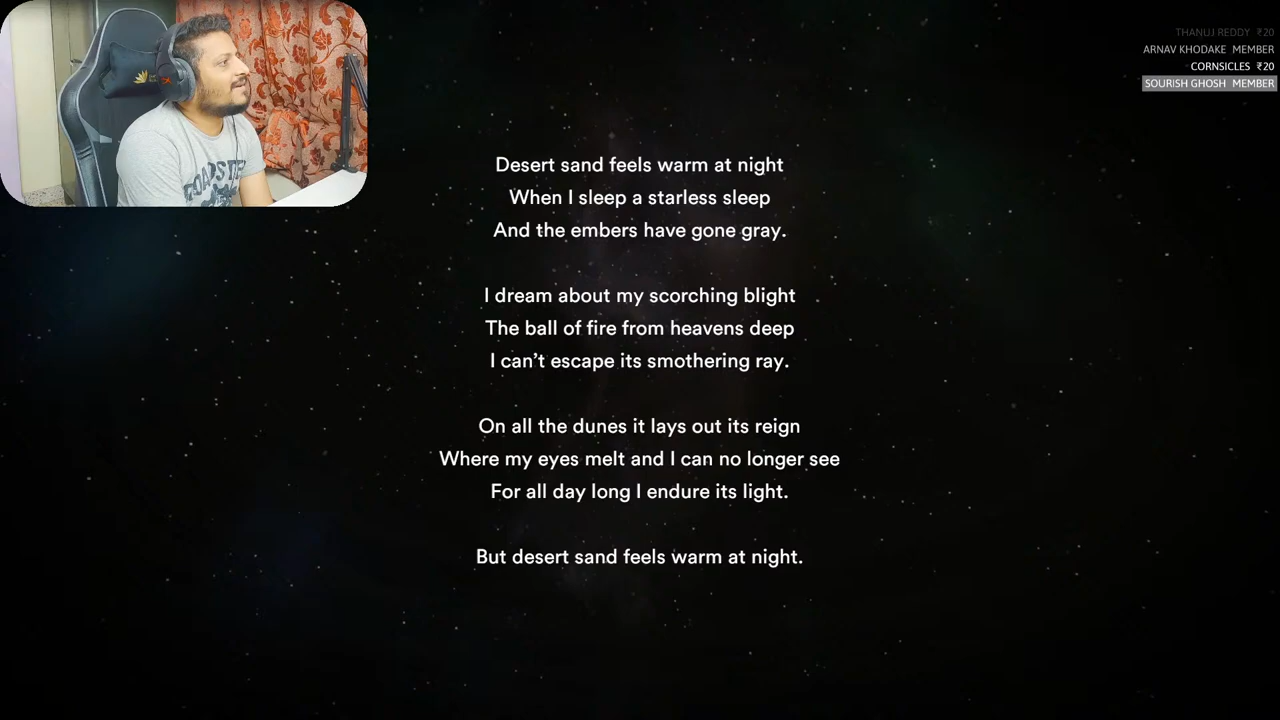 THANUJ REDDY ₹20
ARNAV KHODAKE MEMBER
CORNSICLES ₹20
SOURISH GHOSH MEMBER
Desert sand feels warm at night
When I sleep a starless sleep
And the embers have gone gray.
I dream about my scorching blight
The ball of fire from heavens deep
I can't escape its smothering ray.
On all the dunes it lays out its reign
Where my eyes melt and I can no longer see
For all day long I endure its light.
But desert sand feels warm at night.